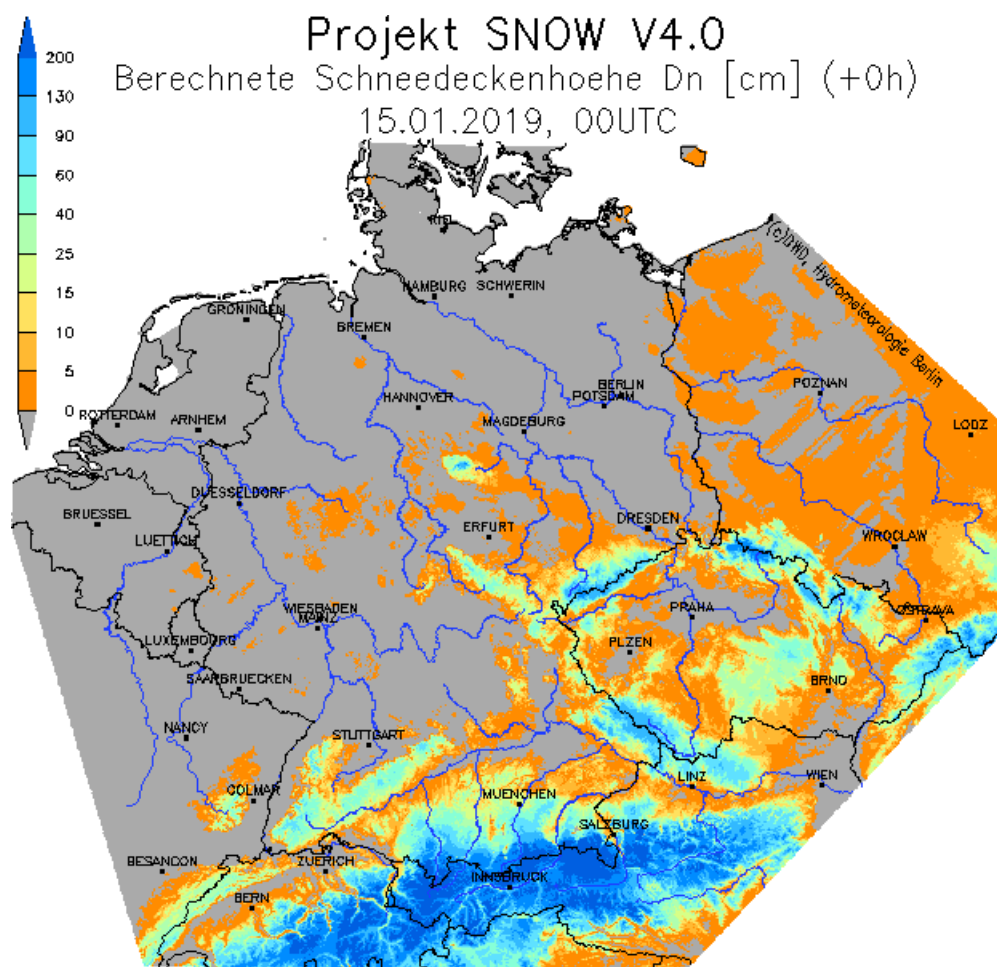 Projekt SNOW V4.0
Berechnete Schneedeckenhoehe Dn [cm] (+0h)
15.01.2019, 00UTC
200
130
90
60
40
25
15
10
5
0
(c)DWD, Hydrometeorologie Berlin
KIEL
HAMBURG
SCHWERIN
GRONINGEN
BREMEN
BERLIN
POTSDAM
POZNAN
HANNOVER
ROTTERDAM
ARNHEM
MAGDEBURG
LODZ
DUESSELDORF
BRUESSEL
ERFURT
DRESDEN
LUETTICH
WROCLAW
WIESBADEN
MAINZ
PRAHA
OSTRAVA
LUXEMBOURG
PLZEN
SAARBRUECKEN
BRNO
NANCY
STUTTGART
LINZ
WIEN
COLMAR
MUENCHEN
SALZBURG
BESANCON
ZUERICH
INNSBRUCK
BERN